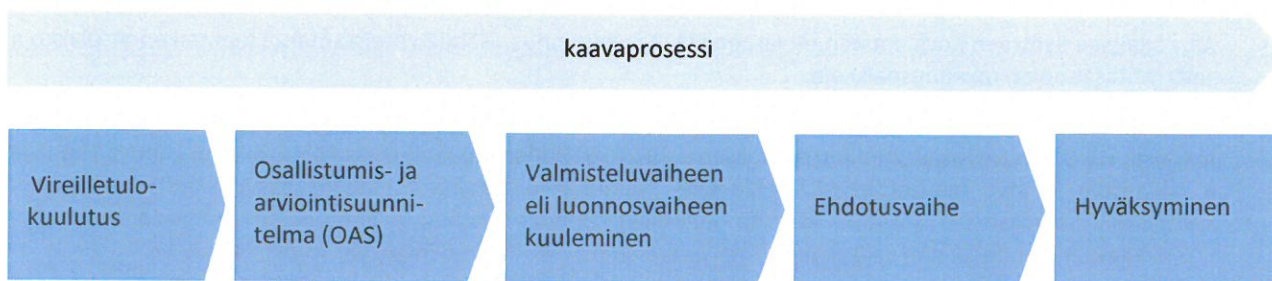 kaavaprosessi
Vireilletulo-
kuulutus
Osallistumis- ja
arviointisuunni-
telma (OAS)
Valmisteluvaiheen
eli luonnosvaiheen
kuuleminen
Ehdotusvaihe
Hyväksyminen